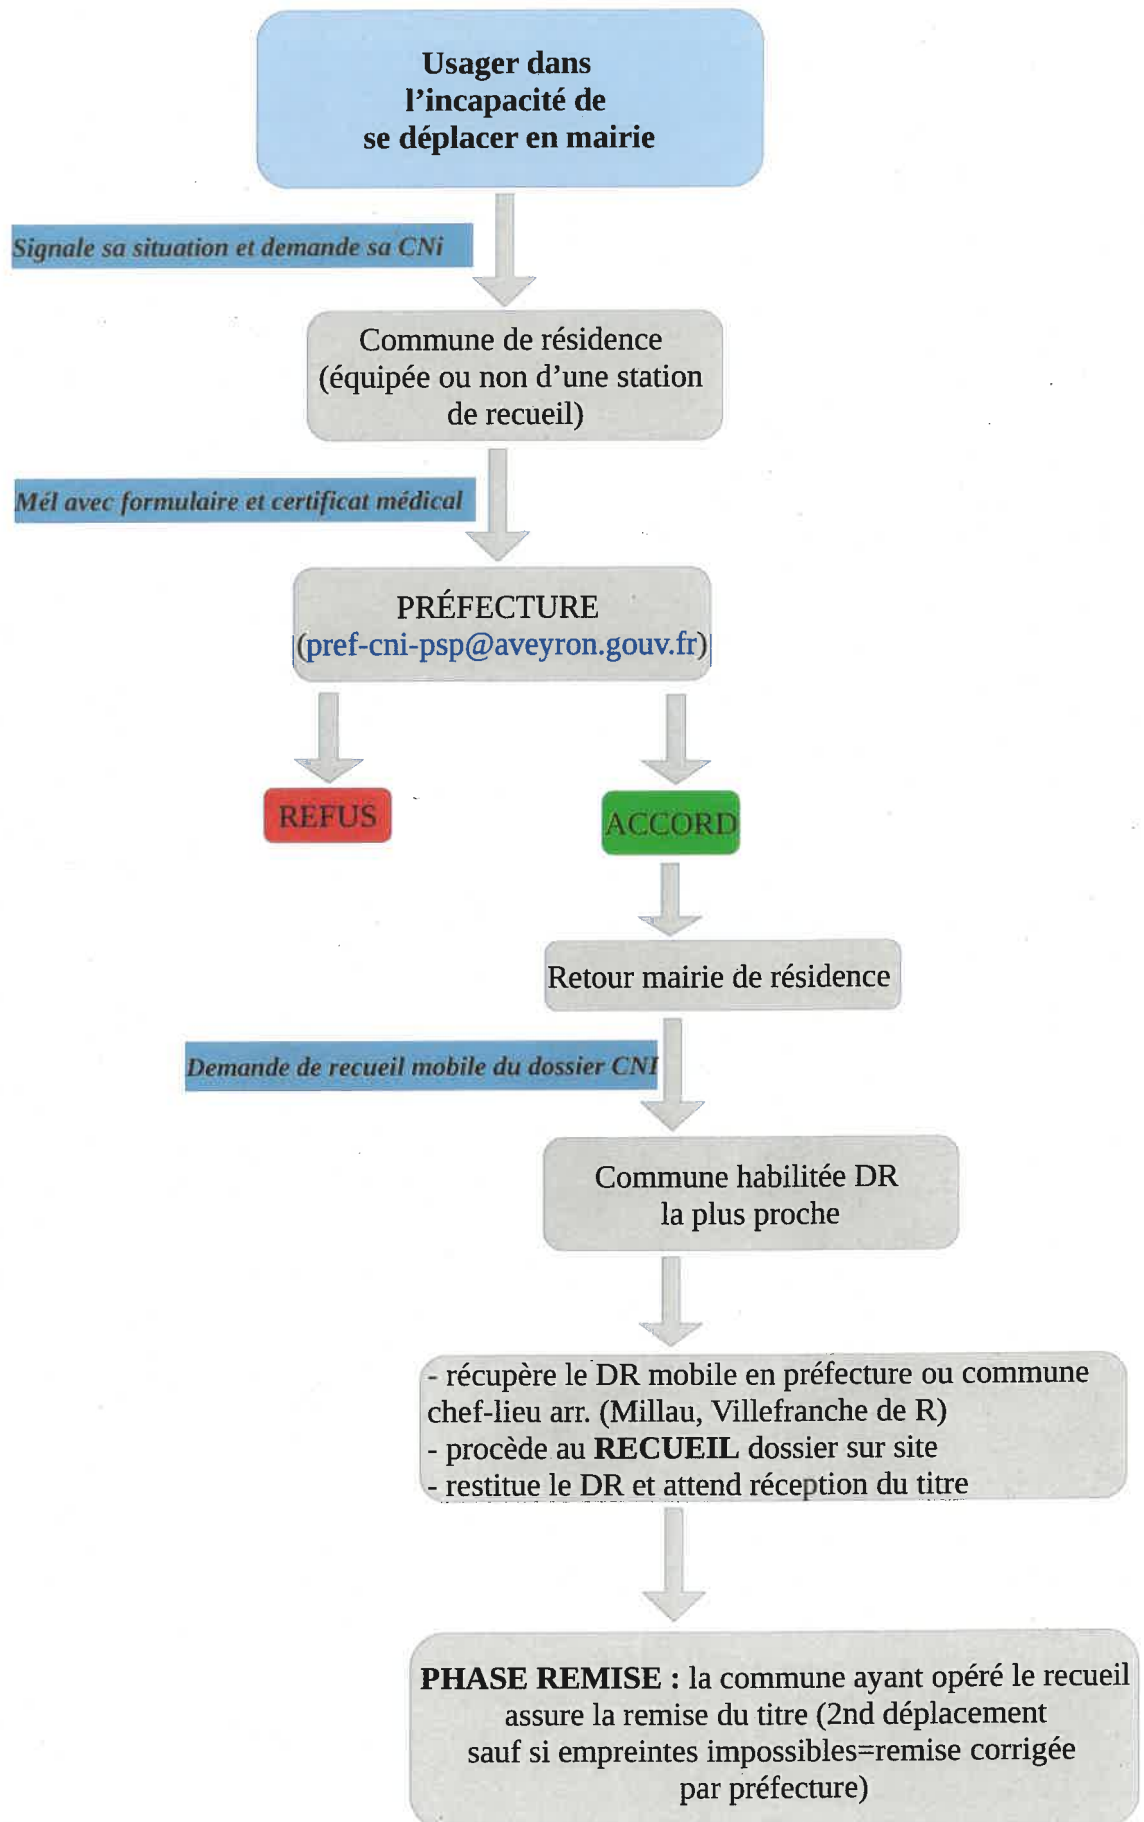 Usager dans
l'incapacité de
se déplacer en mairie
Signale sa situation et demande sa CNi
Commune de résidence
(équipée ou non d'une station
de recueil)
Mél avec formulaire et certificat médical
PRÉFECTURE
(pref-cni-psp@aveyron.gouv.fr)
REFUS
ACCORD
Retour mairie de résidence
Demande de recueil mobile du dossier CNI
Commune habilitée DR
la plus proche
- récupère le DR mobile en préfecture ou commune
chef-lieu arr. (Millau, Villefranche de R)
- procède au RECUEIL dossier sur site
- restitue le DR et attend réception du titre
PHASE REMISE : la commune ayant opéré le recueil
assure la remise du titre (2nd déplacement
sauf si empreintes impossibles=remise corrigée
par préfecture)